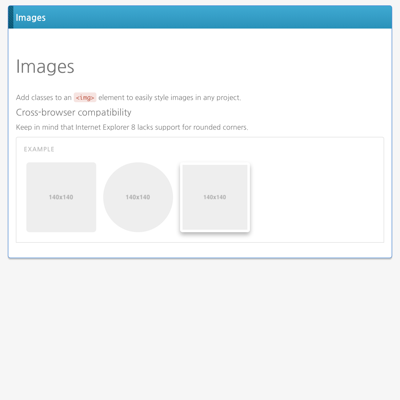 Images
Images
Add classes to an <img> element to easily style images in any project.
Cross-browser compatibility
Keep in mind that Internet Explorer 8 lacks support for rounded corners.
EXAMPLE
140x140 140x140 140x140